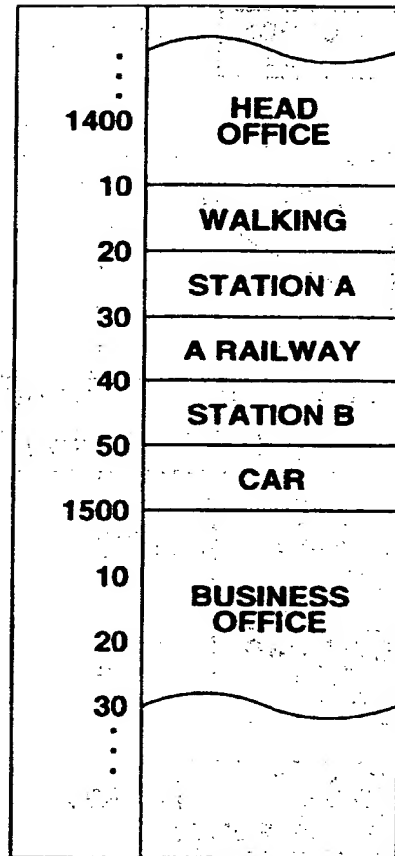 1400
HEAD
OFFICE
10
WALKING
20
STATION A
30
A RAILWAY
40
STATION B
50
CAR
1500
10
BUSINESS
OFFICE
20
30